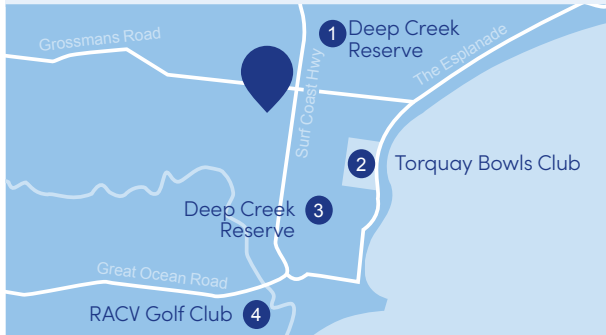 Grossmans Road
1
Deep Creek
Reserve
The Esplanade
Surf Coast Hwy
2
Torquay Bowls Club
Deep Creek
Reserve
3
Great Ocean Road
RACV Golf Club
4